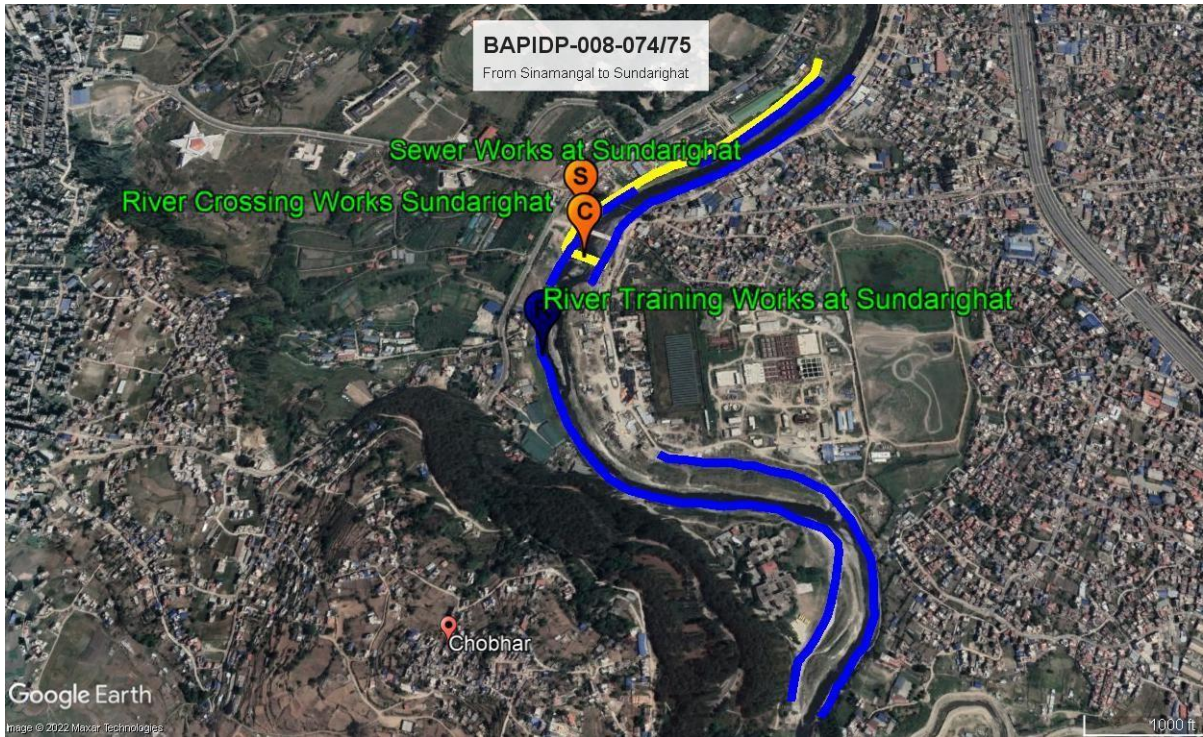 BAPIDP-008-074/75
From Sinamangal to Sundarighat
Sewer Works at Sundarighat
S
River Crossing Works Sundarighat
C
River Training Works at Sundarighat
Chobhar
Google Earth
Image © 2022 Maxar Technologies
1000 ft